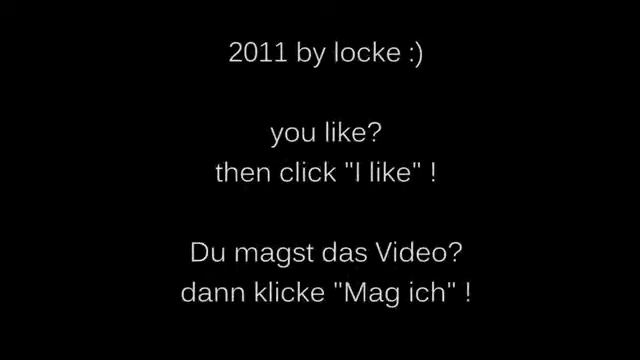 2011 by locke :)
you like?
then click "I like" !
Du magst das Video?
dann klicke "Mag ich" !